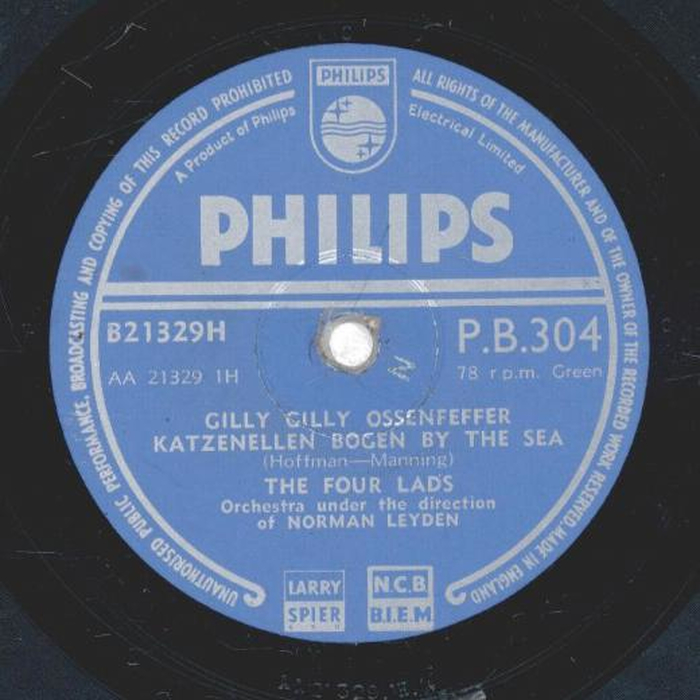 UNAUTHORISED PUBLIC PERFORMANCE, BROADCASTING AND COPYING OF THIS RECORD PROHIBITED
ALL RIGHTS OF THE MANUFACTURER AND OF THE OWNER OF THE RECORDED WORK RESERVED. MADE IN ENGLAND
PHILIPS
A Product of Philips Electrical Limited
PHILIPS
B21329H
P.B.304
AA 21329 1H
78 r.p.m. Green
GILLY GILLY OSSENFEFFER
KATZENELLEN BOGEN BY THE SEA
(Hoffman—Manning)
THE FOUR LADS
Orchestra under the direction
of NORMAN LEYDEN
LARRY
SPIER
N.C.B
B.I.E.M